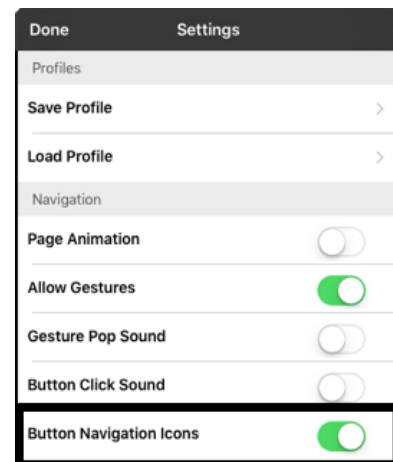 Done Settings
Profiles
Save Profile
Load Profile
Navigation
Page Animation
Allow Gestures
Gesture Pop Sound
Button Click Sound
Button Navigation Icons